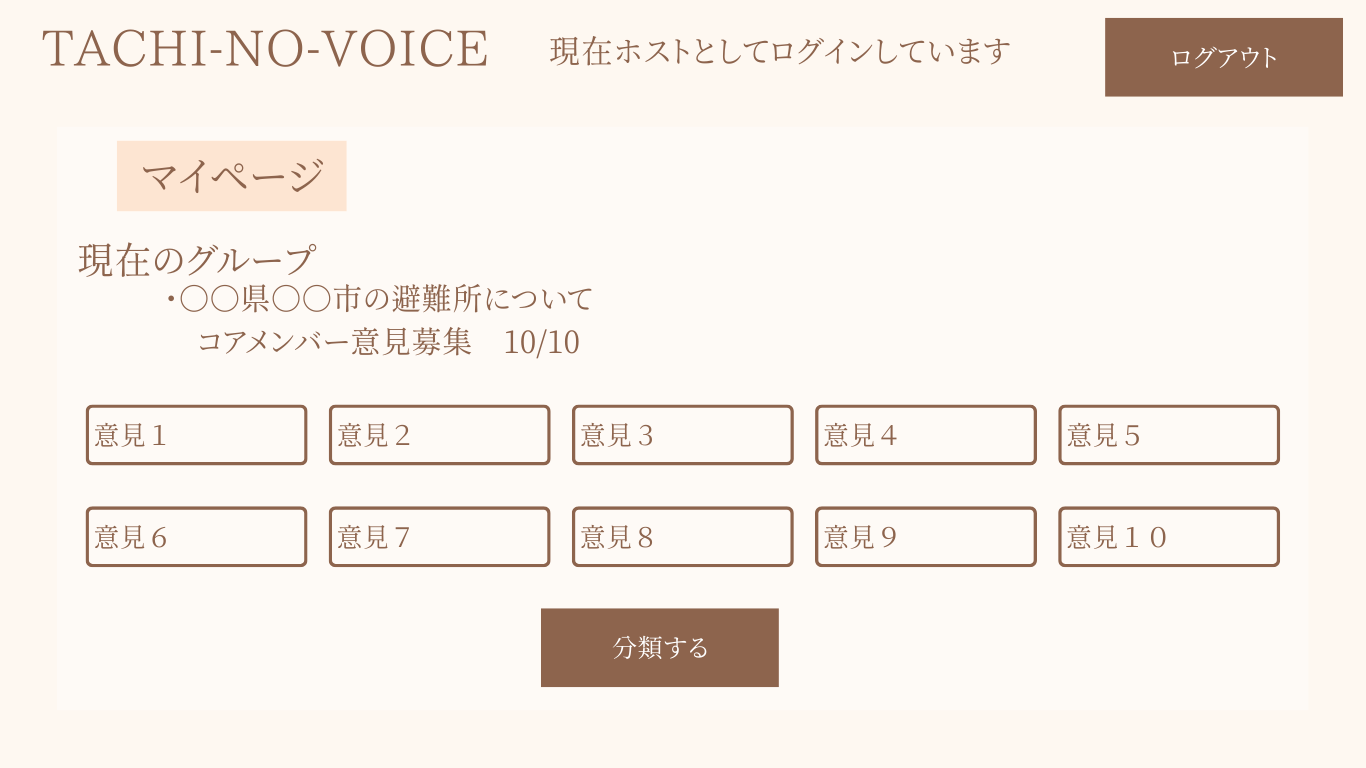 TACHI-NO-VOICE
現在ホストとしてログインしています
ログアウト
マイページ
現在のグループ
・〇〇県〇〇市の避難所について
コアメンバー意見募集　10/10
意見１
意見２
意見３
意見４
意見５
意見６
意見７
意見８
意見９
意見１０
分類する